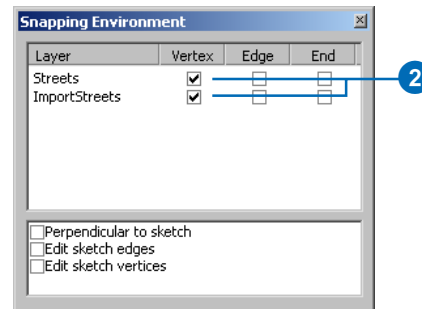 Snapping Environment
Layer Vertex Edge End
Streets
ImportStreets
2
Perpendicular to sketch
Edit sketch edges
Edit sketch vertices